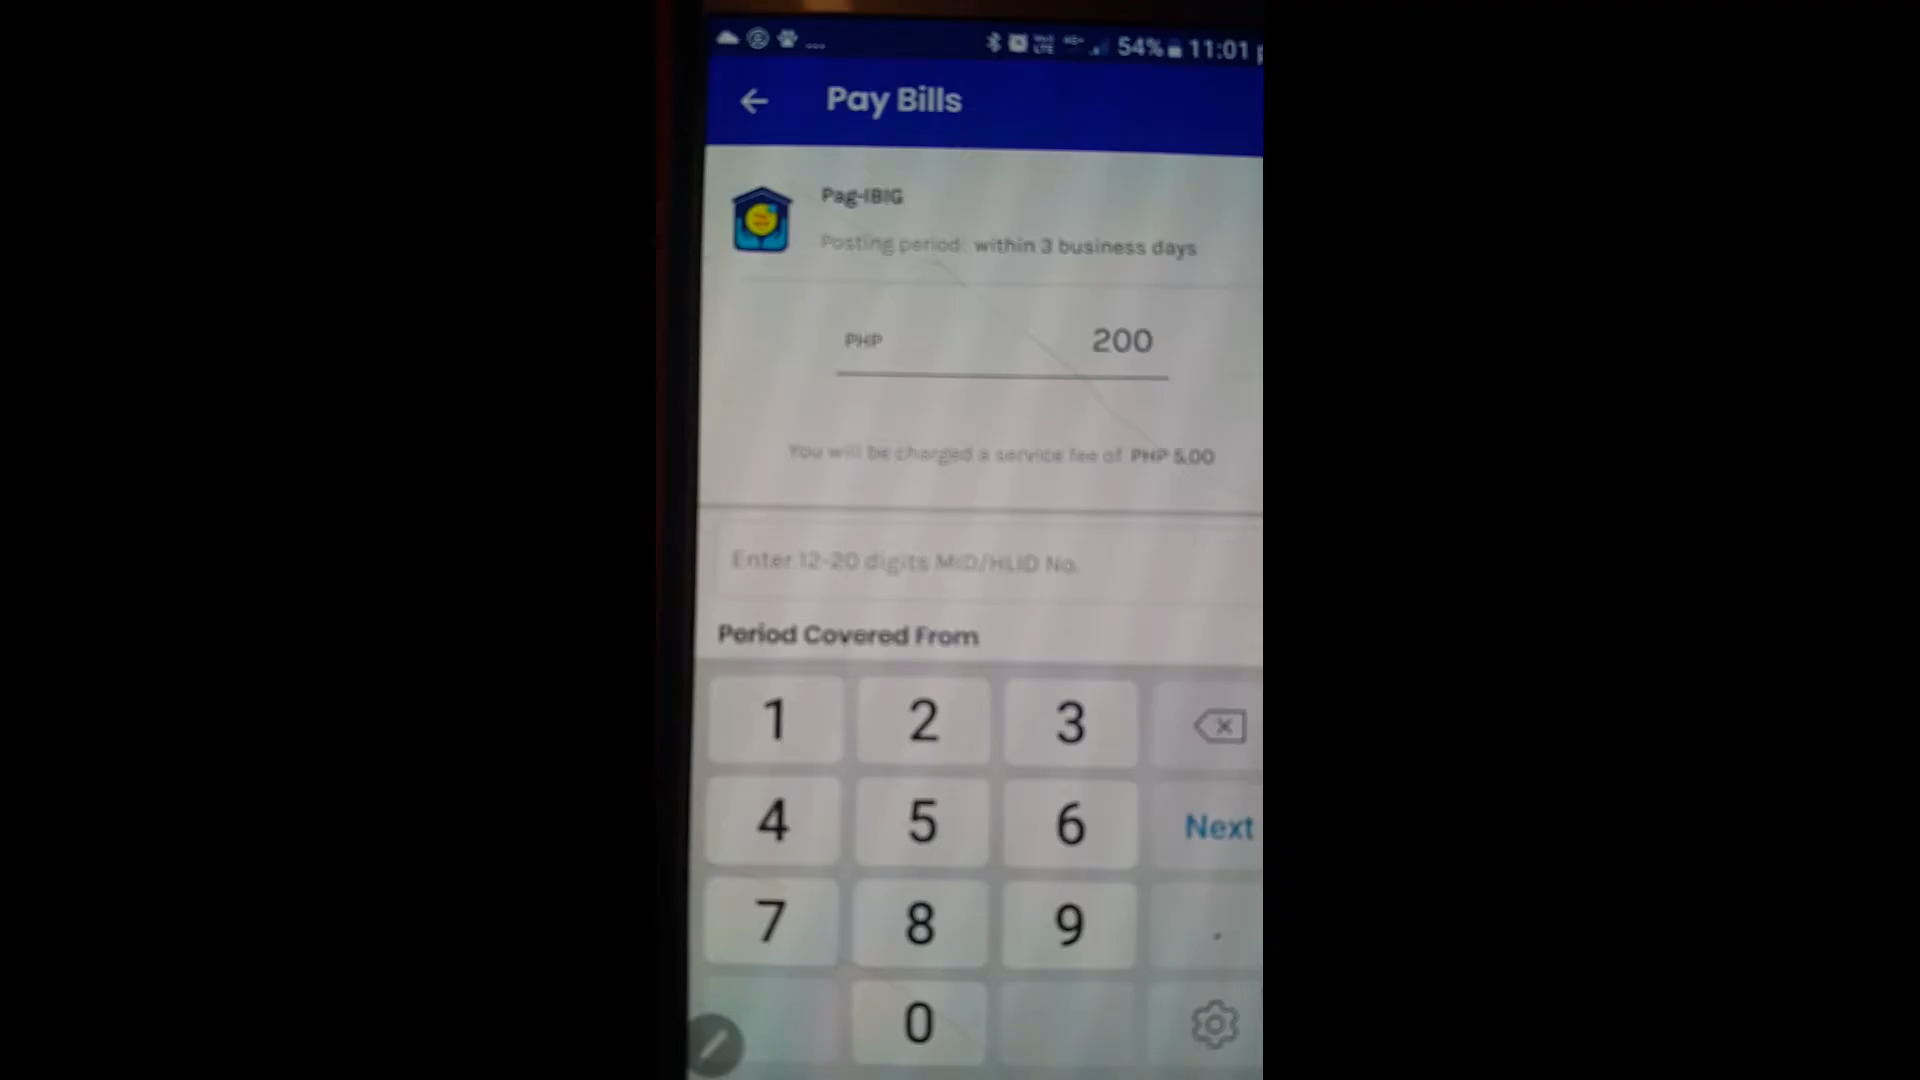 ... 54% 11:01
Pay Bills
Pag-IBIG
Posting period: within 3 business days
PHP 200
You will be charged a service fee of PHP 5.00
Enter 12-20 digits MID/HLID No.
Period Covered From
1 2 3
4 5 6 Next
7 8 9 .
0